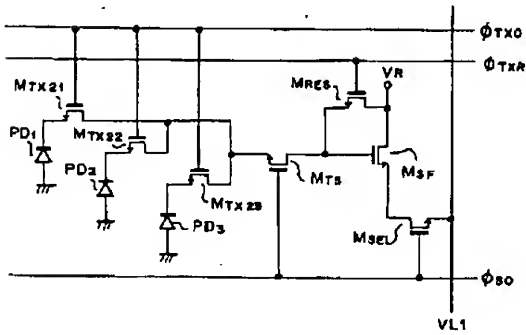 ΦTXO
ΦTXR
MTX21
MRES
VR
PD1
MTX22
MTS
MSF
PD2
MTX23
PD3
MSEL
ΦSO
VL1